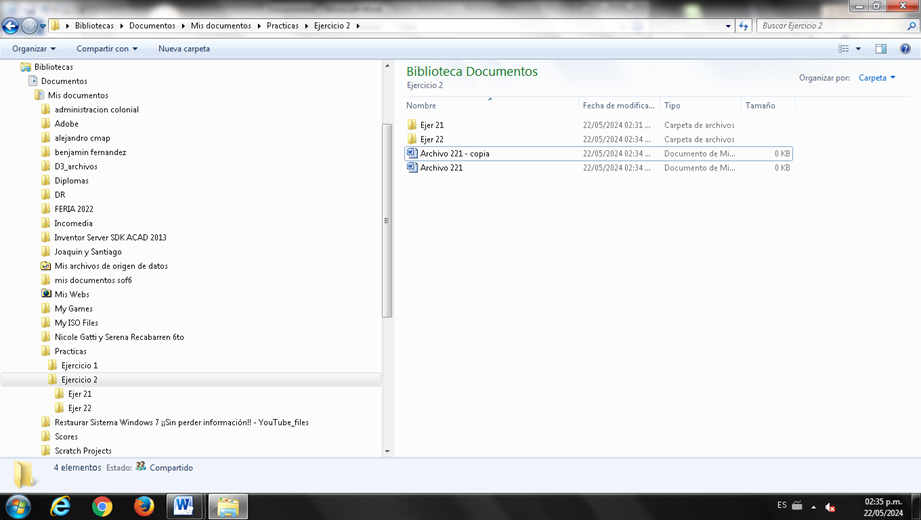 Bibliotecas Documentos Mis documentos Practicas Ejercicio 2
Buscar Ejercicio 2
Organizar Compartir con Nueva carpeta
Bibliotecas
Documentos
Mis documentos
administracion colonial
Adobe
alejandro cmap
benjamin fernandez
D3_archivos
Diplomas
DR
FERIA 2022
Incomedia
Inventor Server SDK ACAD 2013
Joaquin y Santiago
Mis archivos de origen de datos
mis documentos sof6
Mis Webs
My Games
My ISO Files
Nicole Gatti y Serena Recabarren 6to
Practicas
Ejercicio 1
Ejercicio 2
Ejer 21
Ejer 22
Restaurar Sistema Windows 7 ¡¡Sin perder información!! - YouTube_files
Scores
Scratch Projects
Biblioteca Documentos
Ejercicio 2
Organizar por: Carpeta
Nombre Fecha de modifica... Tipo Tamaño
Ejer 21 22/05/2024 02:31 ... Carpeta de archivos
Ejer 22 22/05/2024 02:34 ... Carpeta de archivos
Archivo 221 - copia 22/05/2024 02:34 ... Documento de Mi... 0 KB
Archivo 221 22/05/2024 02:34 ... Documento de Mi... 0 KB
4 elementos Estado: Compartido
ES
02:35 p.m.
22/05/2024